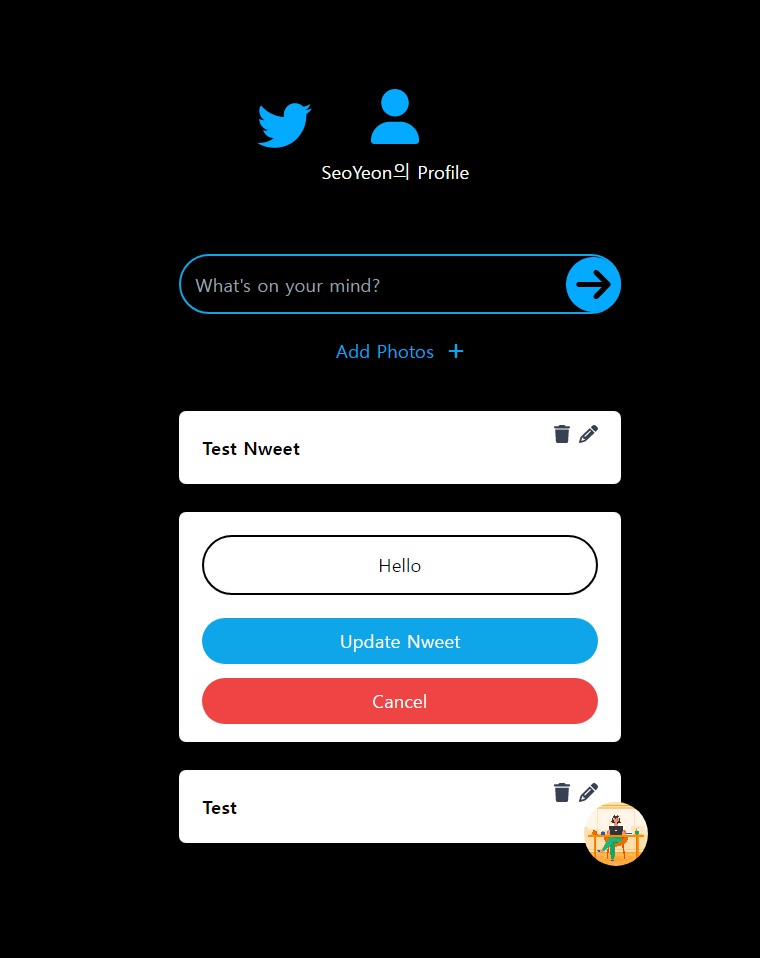 SeoYeon의 Profile
What's on your mind?
Add Photos +
Test Nweet
Hello
Update Nweet
Cancel
Test